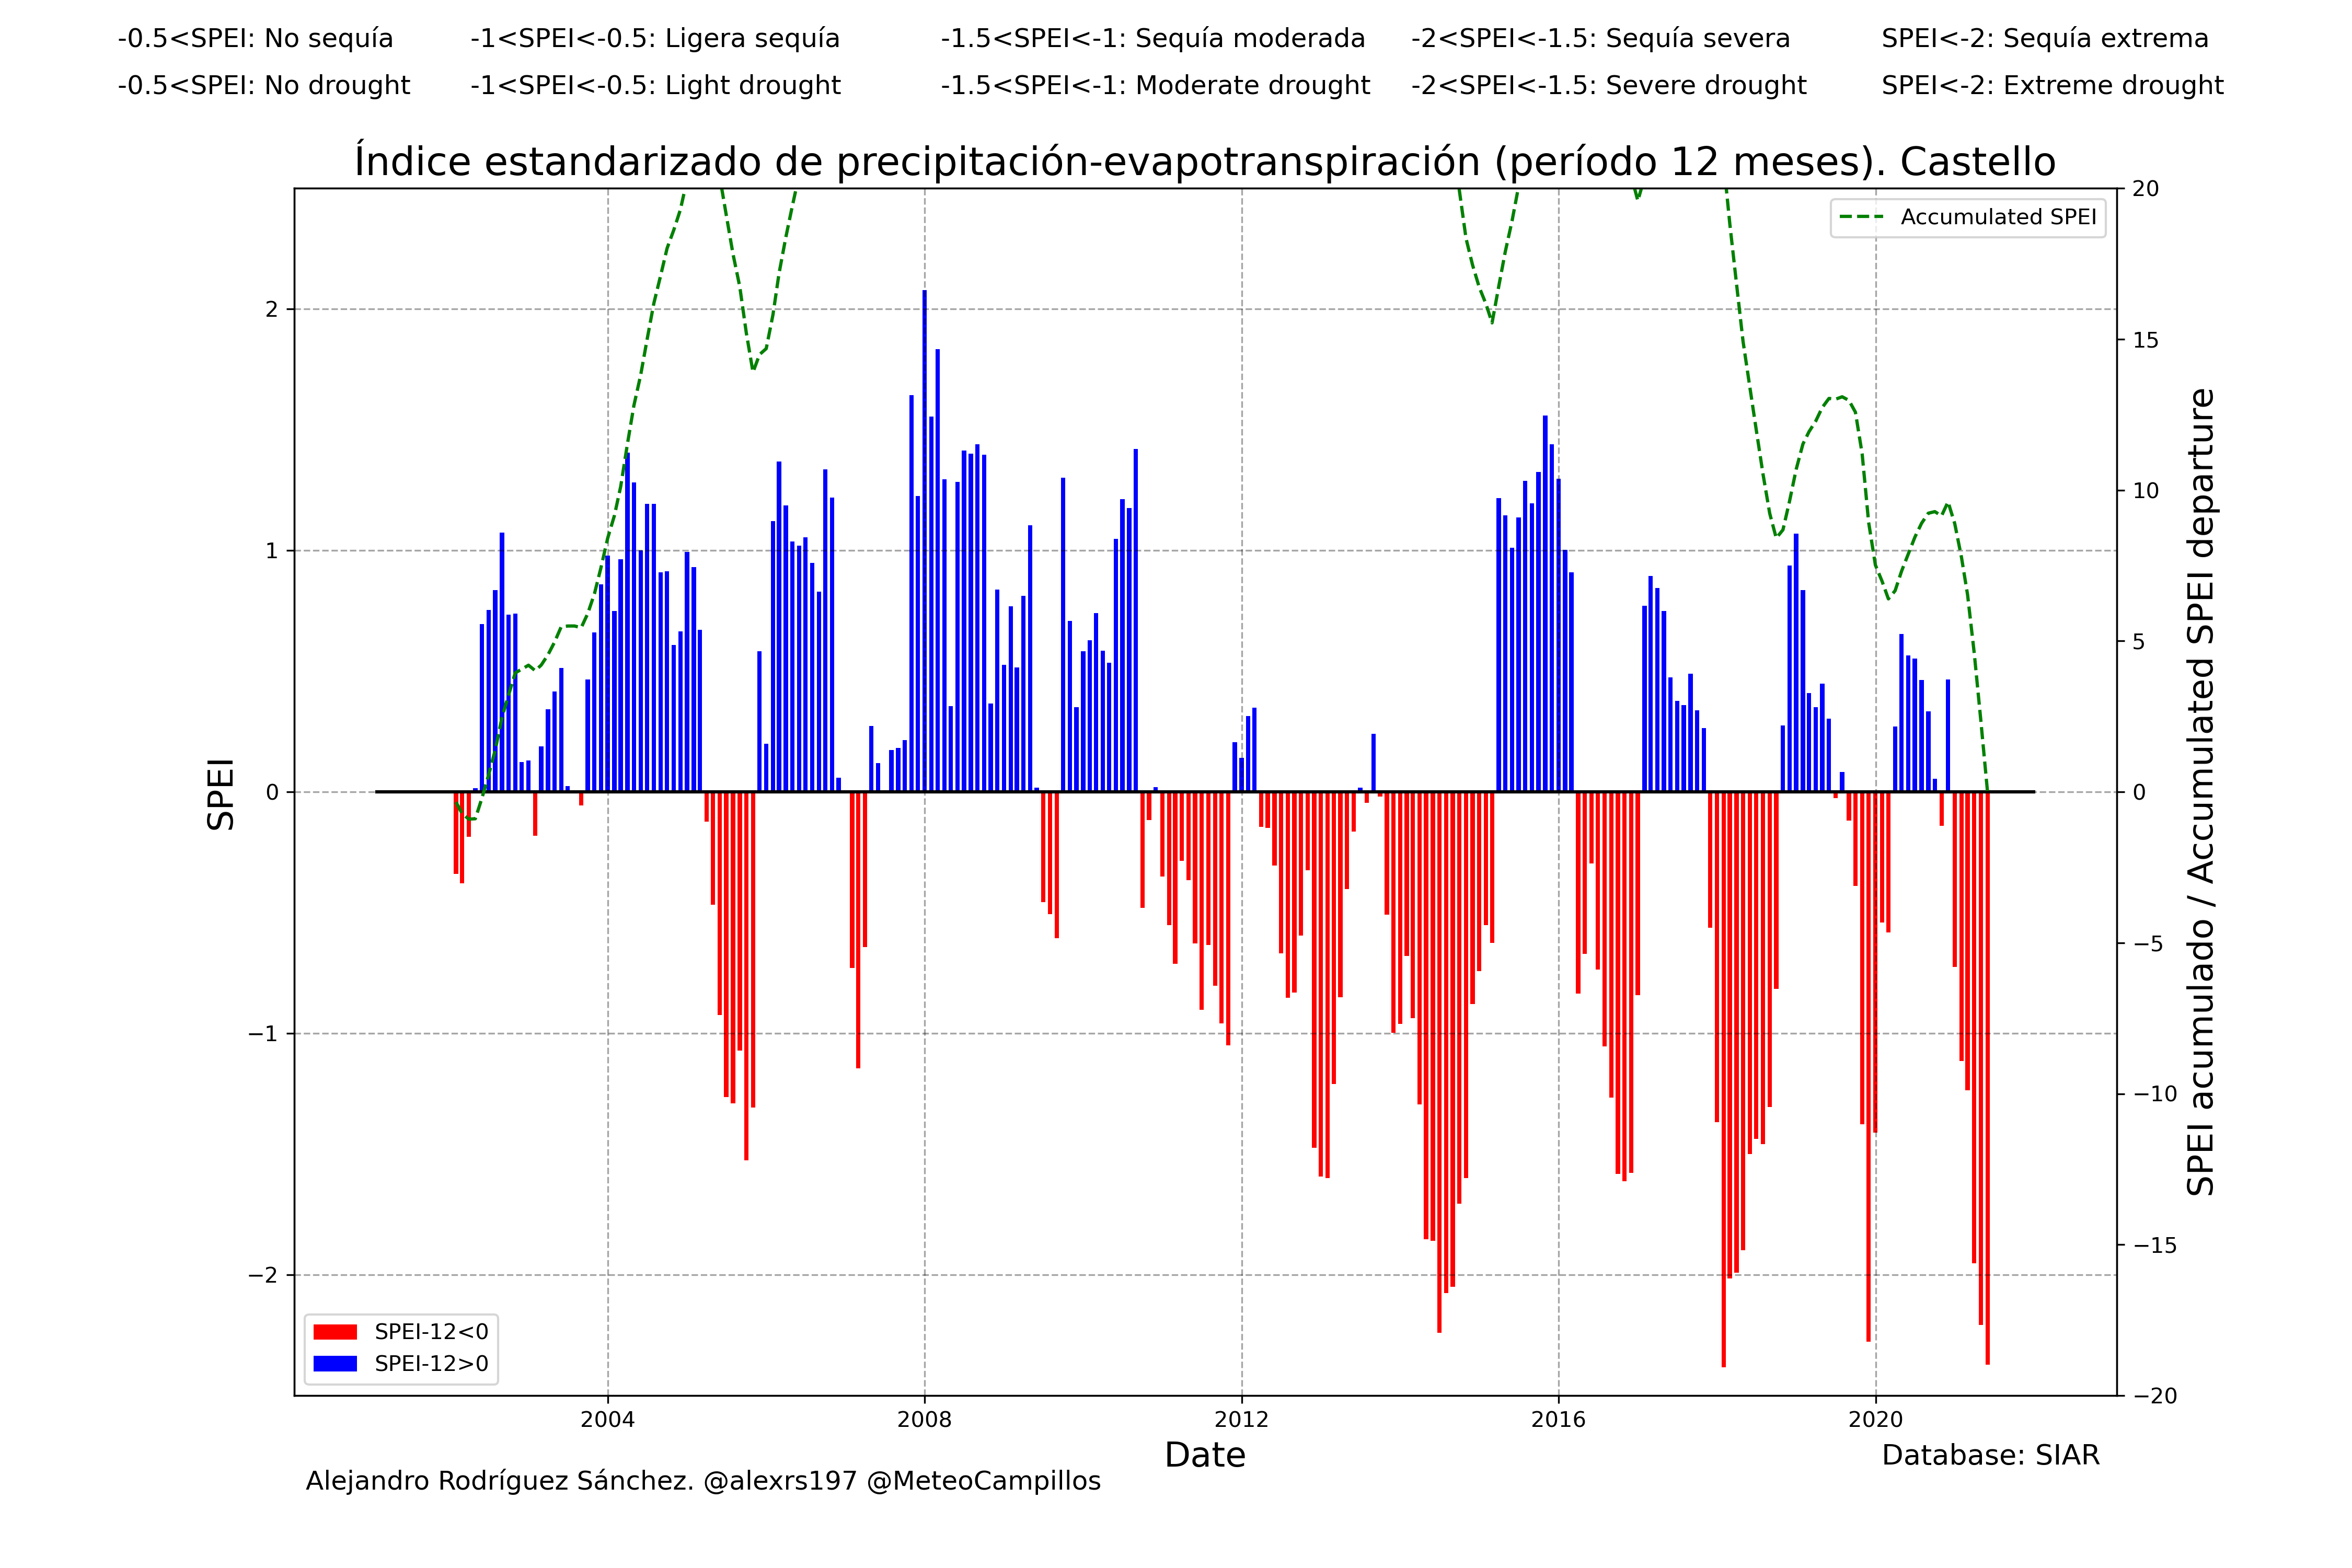 -0.5<SPEI: No sequía -1<SPEI<-0.5: Ligera sequía -1.5<SPEI<-1: Sequía moderada -2<SPEI<-1.5: Sequía severa SPEI<-2: Sequía extrema
-0.5<SPEI: No drought -1<SPEI<-0.5: Light drought -1.5<SPEI<-1: Moderate drought -2<SPEI<-1.5: Severe drought SPEI<-2: Extreme drought
Índice estandarizado de precipitación-evapotranspiración (período 12 meses). Castello
Accumulated SPEI
SPEI
2
1
0
−1
−2
20
15
10
5
0
−5
−10
−15
−20
SPEI acumulado / Accumulated SPEI departure
SPEI-12<0
SPEI-12>0
2004 2008 2012 2016 2020
Date
Database: SIAR
Alejandro Rodríguez Sánchez. @alexrs197 @MeteoCampillos